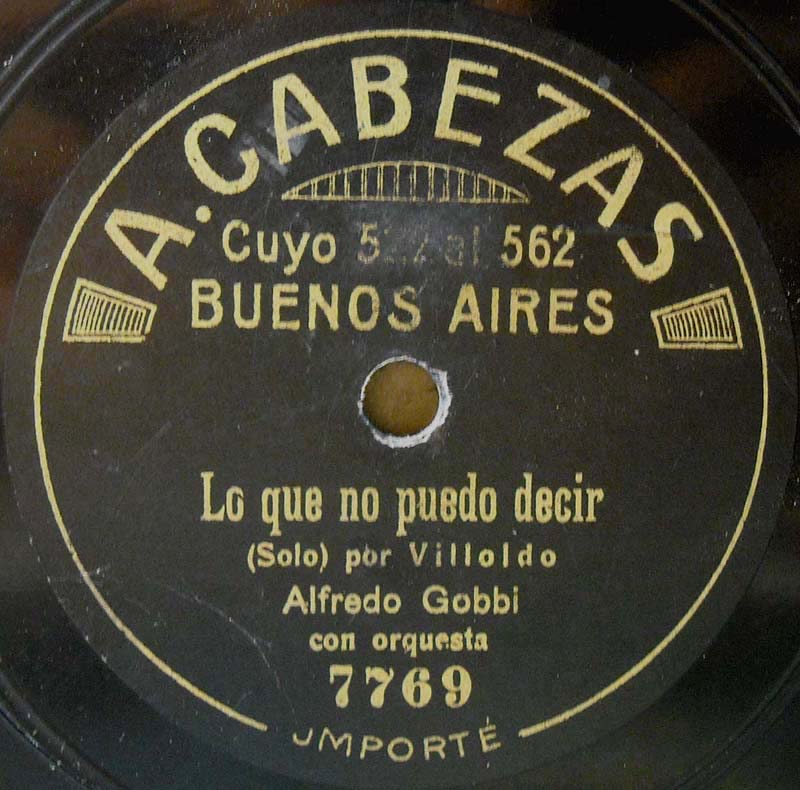 A. CABEZAS
Cuyo al 562
BUENOS AIRES
Lo que no puedo decir
(Solo) por Villoldo
Alfredo Gobbi
con orquesta
7769
IMPORTÉ